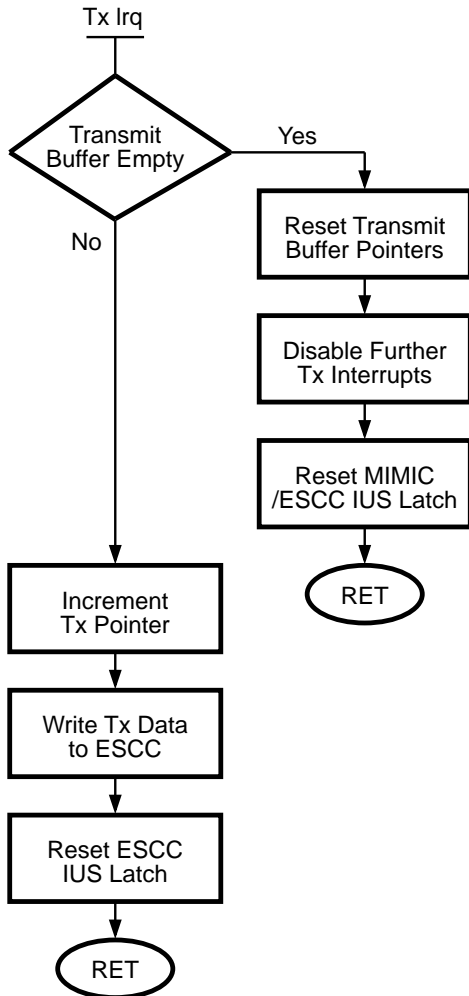 Tx Irq
Transmit
Buffer Empty
Yes
No
Reset Transmit
Buffer Pointers
Disable Further
Tx Interrupts
Reset MIMIC
/ESCC IUS Latch
RET
Increment
Tx Pointer
Write Tx Data
to ESCC
Reset ESCC
IUS Latch
RET